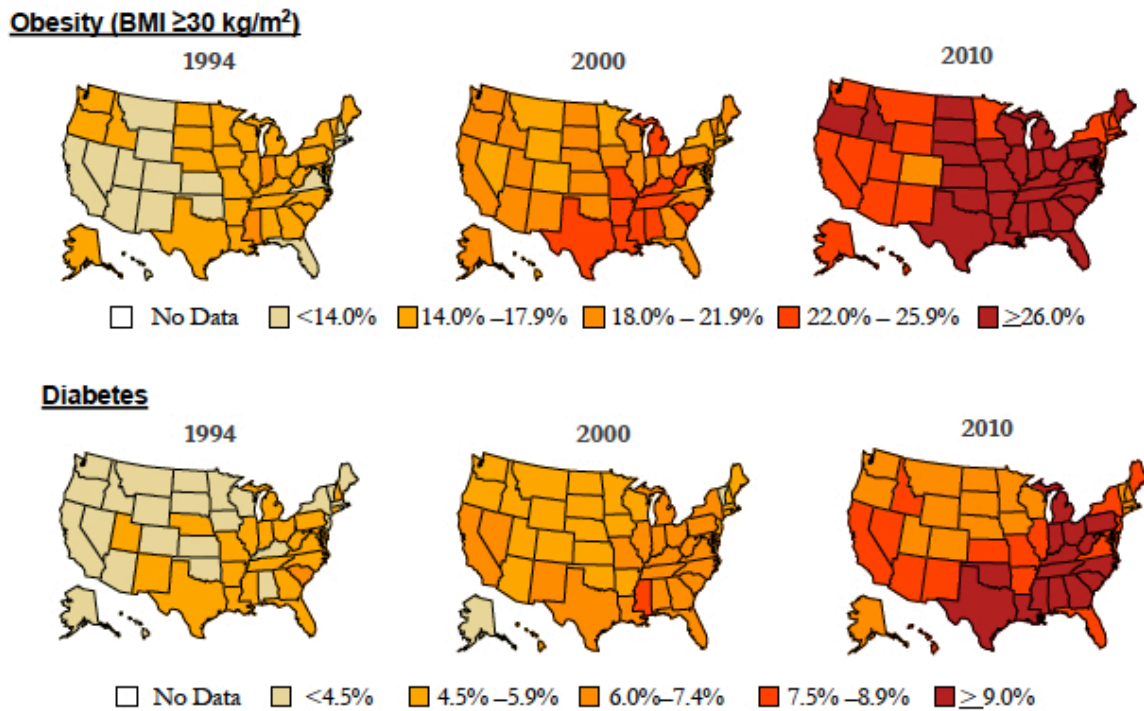 Obesity (BMI ≥30 kg/m²)
1994 2000 2010
No Data <14.0% 14.0% –17.9% 18.0% – 21.9% 22.0% – 25.9% ≥26.0%
Diabetes
1994 2000 2010
No Data <4.5% 4.5% –5.9% 6.0%–7.4% 7.5% –8.9% ≥ 9.0%